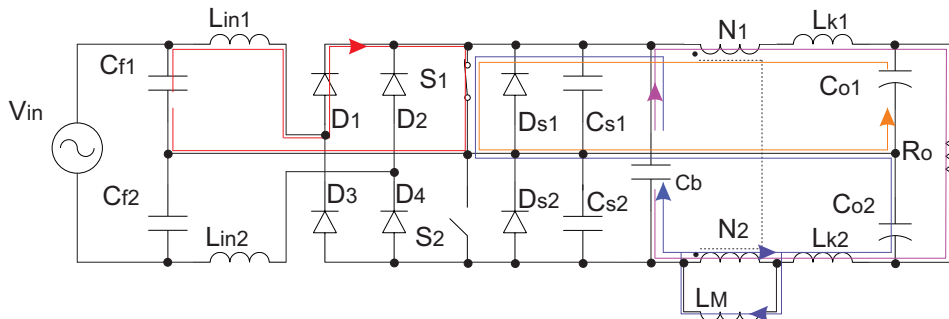 Lin1
N1
Lk1
Cf1
S1
Co1
Vin
D1
D2
Ds1
Cs1
Ro
Cf2
D3
D4
Ds2
Cs2
Cb
Co2
S2
N2
Lin2
Lk2
LM